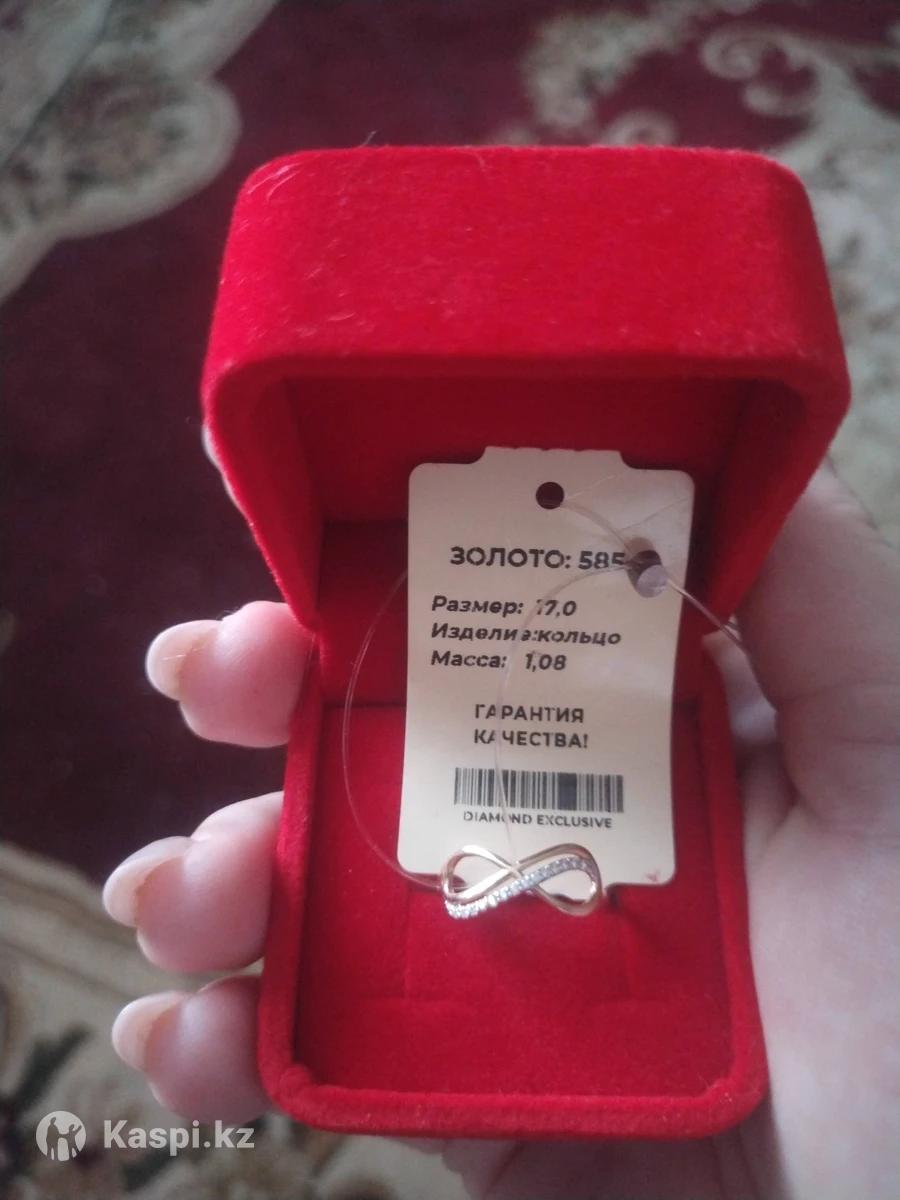 ЗОЛОТО: 585
Размер: 17,0
Изделие:кольцо
Масса: 1,08
ГАРАНТИЯ
КАЧЕСТВА!
DIAMOND EXCLUSIVE
Kaspi.kz